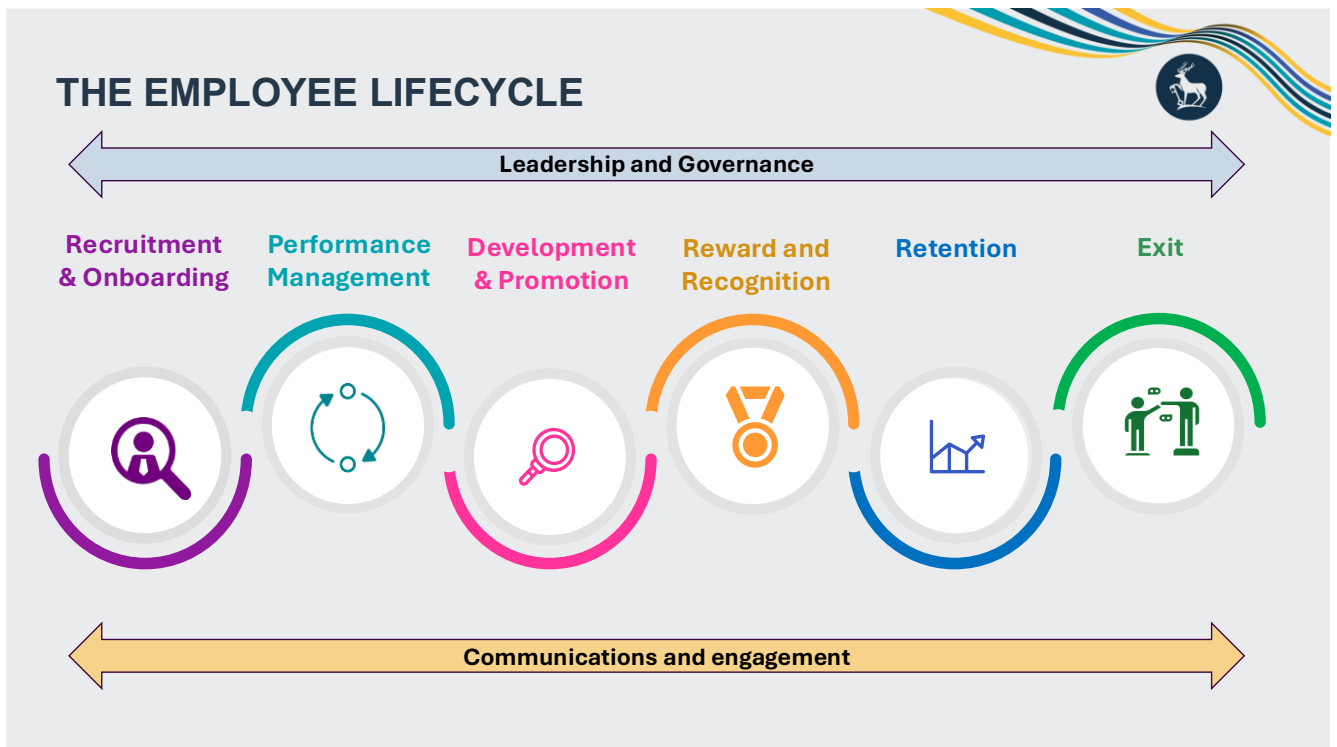 THE EMPLOYEE LIFECYCLE
Leadership and Governance
Recruitment
& Onboarding
Performance
Management
Development
& Promotion
Reward and
Recognition
Retention
Exit
Communications and engagement